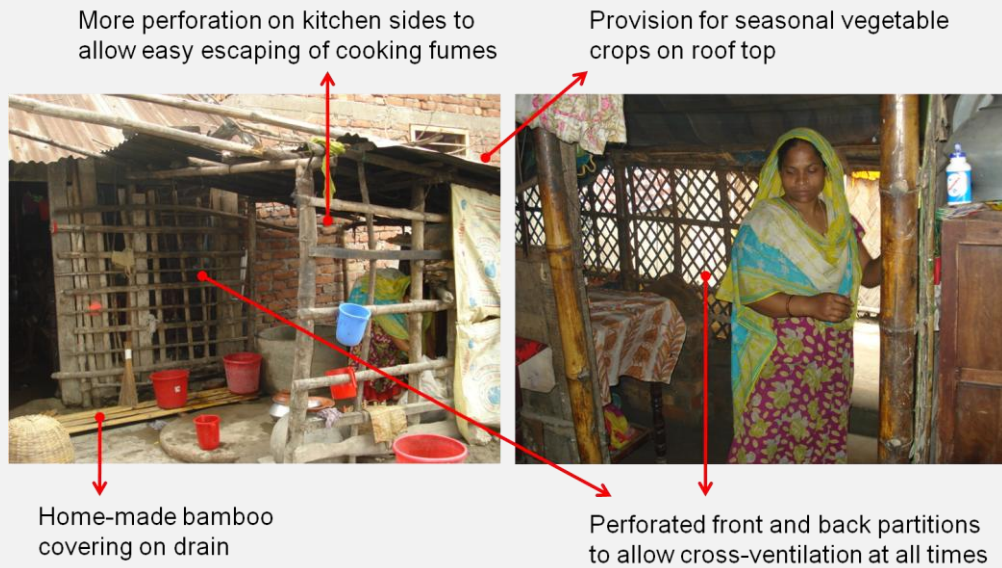 More perforation on kitchen sides to
allow easy escaping of cooking fumes
Provision for seasonal vegetable
crops on roof top
Home-made bamboo
covering on drain
Perforated front and back partitions
to allow cross-ventilation at all times